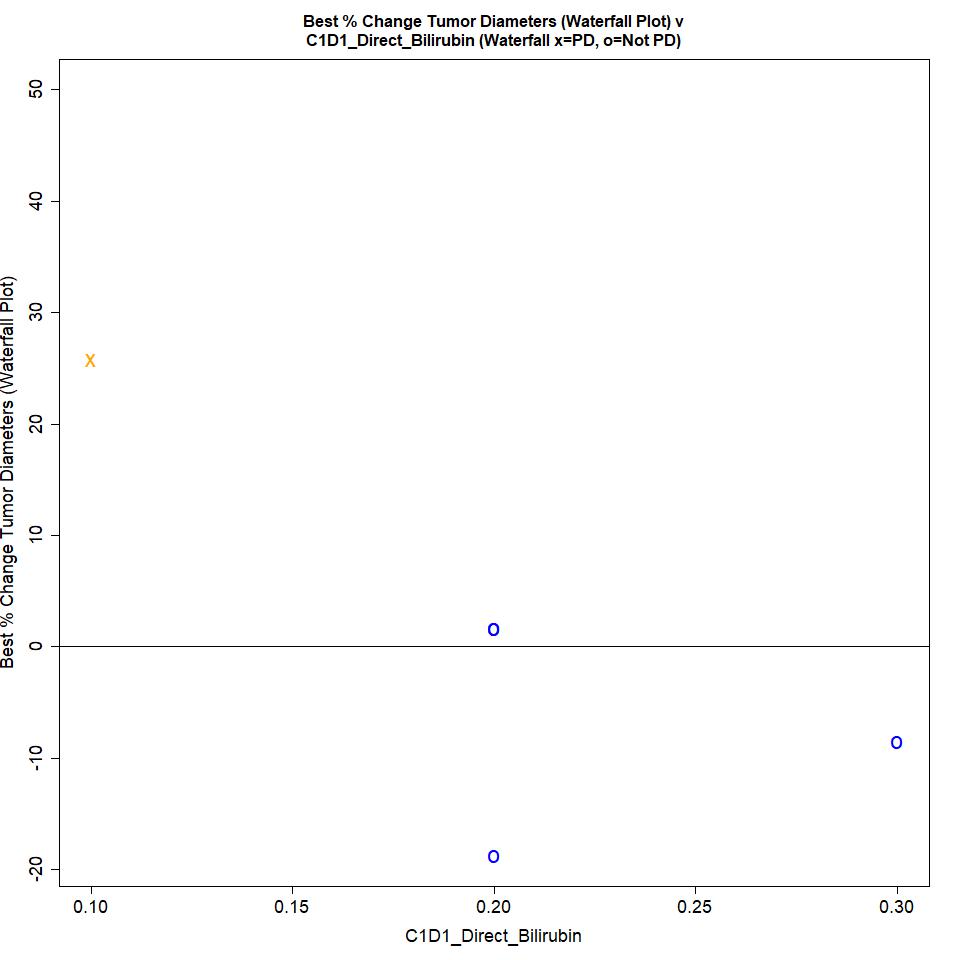 Best % Change Tumor Diameters (Waterfall Plot) v
C1D1_Direct_Bilirubin (Waterfall x=PD, o=Not PD)
Best % Change Tumor Diameters (Waterfall Plot)
50
40
30
20
10
0
-10
-20
x
o
o
o
0.10 0.15 0.20 0.25 0.30
C1D1_Direct_Bilirubin